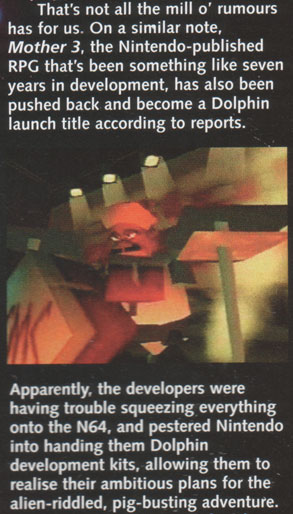 That's not all the mill o' rumours
has for us. On a similar note,
Mother 3, the Nintendo-published
RPG that's been something like seven
years in development, has also been
pushed back and become a Dolphin
launch title according to reports.
Apparently, the developers were
having trouble squeezing everything
onto the N64, and pestered Nintendo
into handing them Dolphin
development kits, allowing them to
realise their ambitious plans for the
alien-riddled, pig-busting adventure.